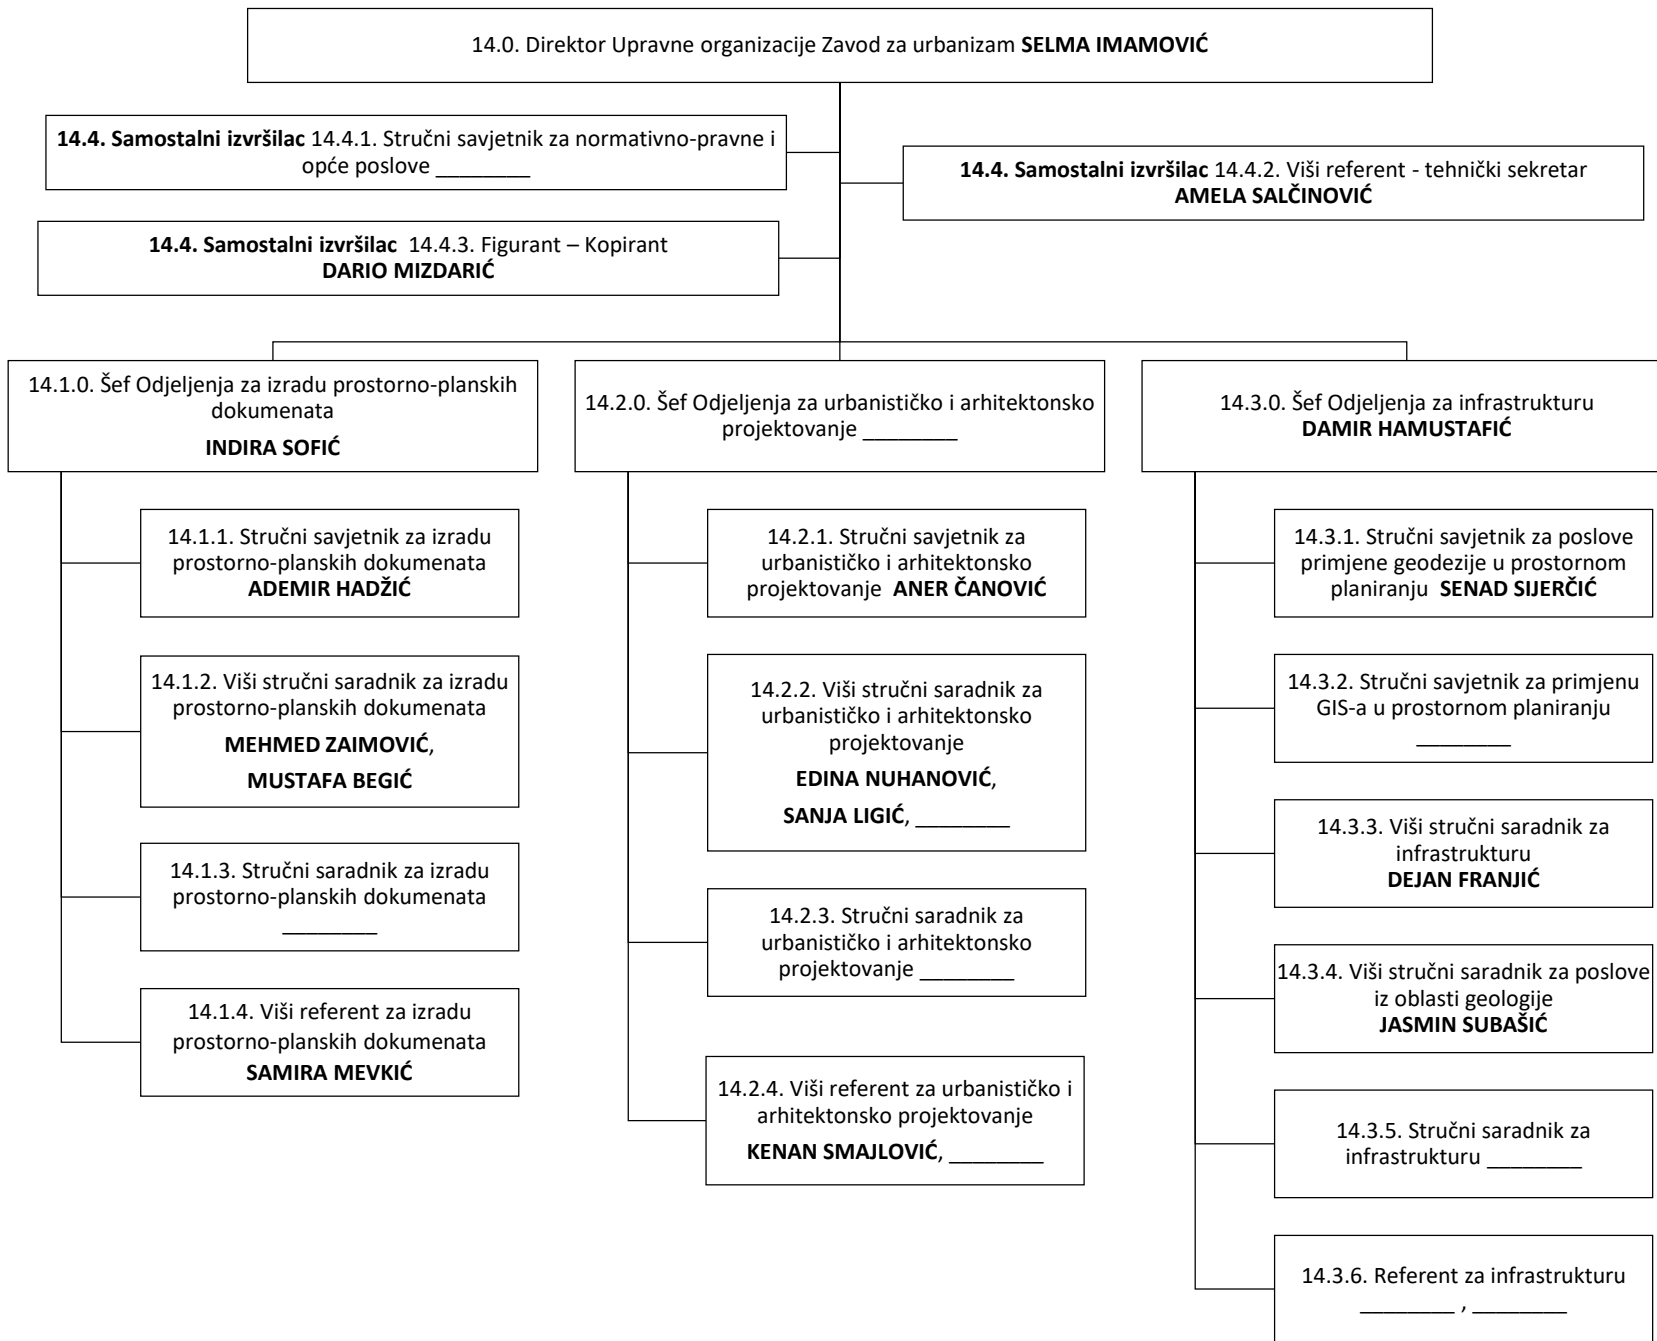 14.0. Direktor Upravne organizacije Zavod za urbanizam SELMA IMAMOVIĆ
14.4. Samostalni izvršilac 14.4.1. Stručni savjetnik za normativno-pravne i
opće poslove ________
14.4. Samostalni izvršilac 14.4.2. Viši referent - tehnički sekretar
AMELA SALČINOVIĆ
14.4. Samostalni izvršilac 14.4.3. Figurant – Kopirant
DARIO MIZDARIĆ
14.1.0. Šef Odjeljenja za izradu prostorno-planskih
dokumenata
INDIRA SOFIĆ
14.1.1. Stručni savjetnik za izradu
prostorno-planskih dokumenata
ADEMIR HADŽIĆ
14.1.2. Viši stručni saradnik za izradu
prostorno-planskih dokumenata
MEHMED ZAIMOVIĆ,
MUSTAFA BEGIĆ
14.1.3. Stručni saradnik za izradu
prostorno-planskih dokumenata
________
14.1.4. Viši referent za izradu
prostorno-planskih dokumenata
SAMIRA MEVKIĆ
14.2.0. Šef Odjeljenja za urbanističko i arhitektonsko
projektovanje ________
14.2.1. Stručni savjetnik za
urbanističko i arhitektonsko
projektovanje ANER ČANOVIĆ
14.2.2. Viši stručni saradnik za
urbanističko i arhitektonsko
projektovanje
EDINA NUHANOVIĆ,
SANJA LIGIĆ, ________
14.2.3. Stručni saradnik za
urbanističko i arhitektonsko
projektovanje ________
14.2.4. Viši referent za urbanističko i
arhitektonsko projektovanje
KENAN SMAJLOVIĆ, ________
14.3.0. Šef Odjeljenja za infrastrukturu
DAMIR HAMUSTAFIĆ
14.3.1. Stručni savjetnik za poslove
primjene geodezije u prostornom
planiranju SENAD SIJERČIĆ
14.3.2. Stručni savjetnik za primjenu
GIS-a u prostornom planiranju
________
14.3.3. Viši stručni saradnik za
infrastrukturu
DEJAN FRANJIĆ
14.3.4. Viši stručni saradnik za poslove
iz oblasti geologije
JASMIN SUBAŠIĆ
14.3.5. Stručni saradnik za
infrastrukturu ________
14.3.6. Referent za infrastrukturu
________ , ________